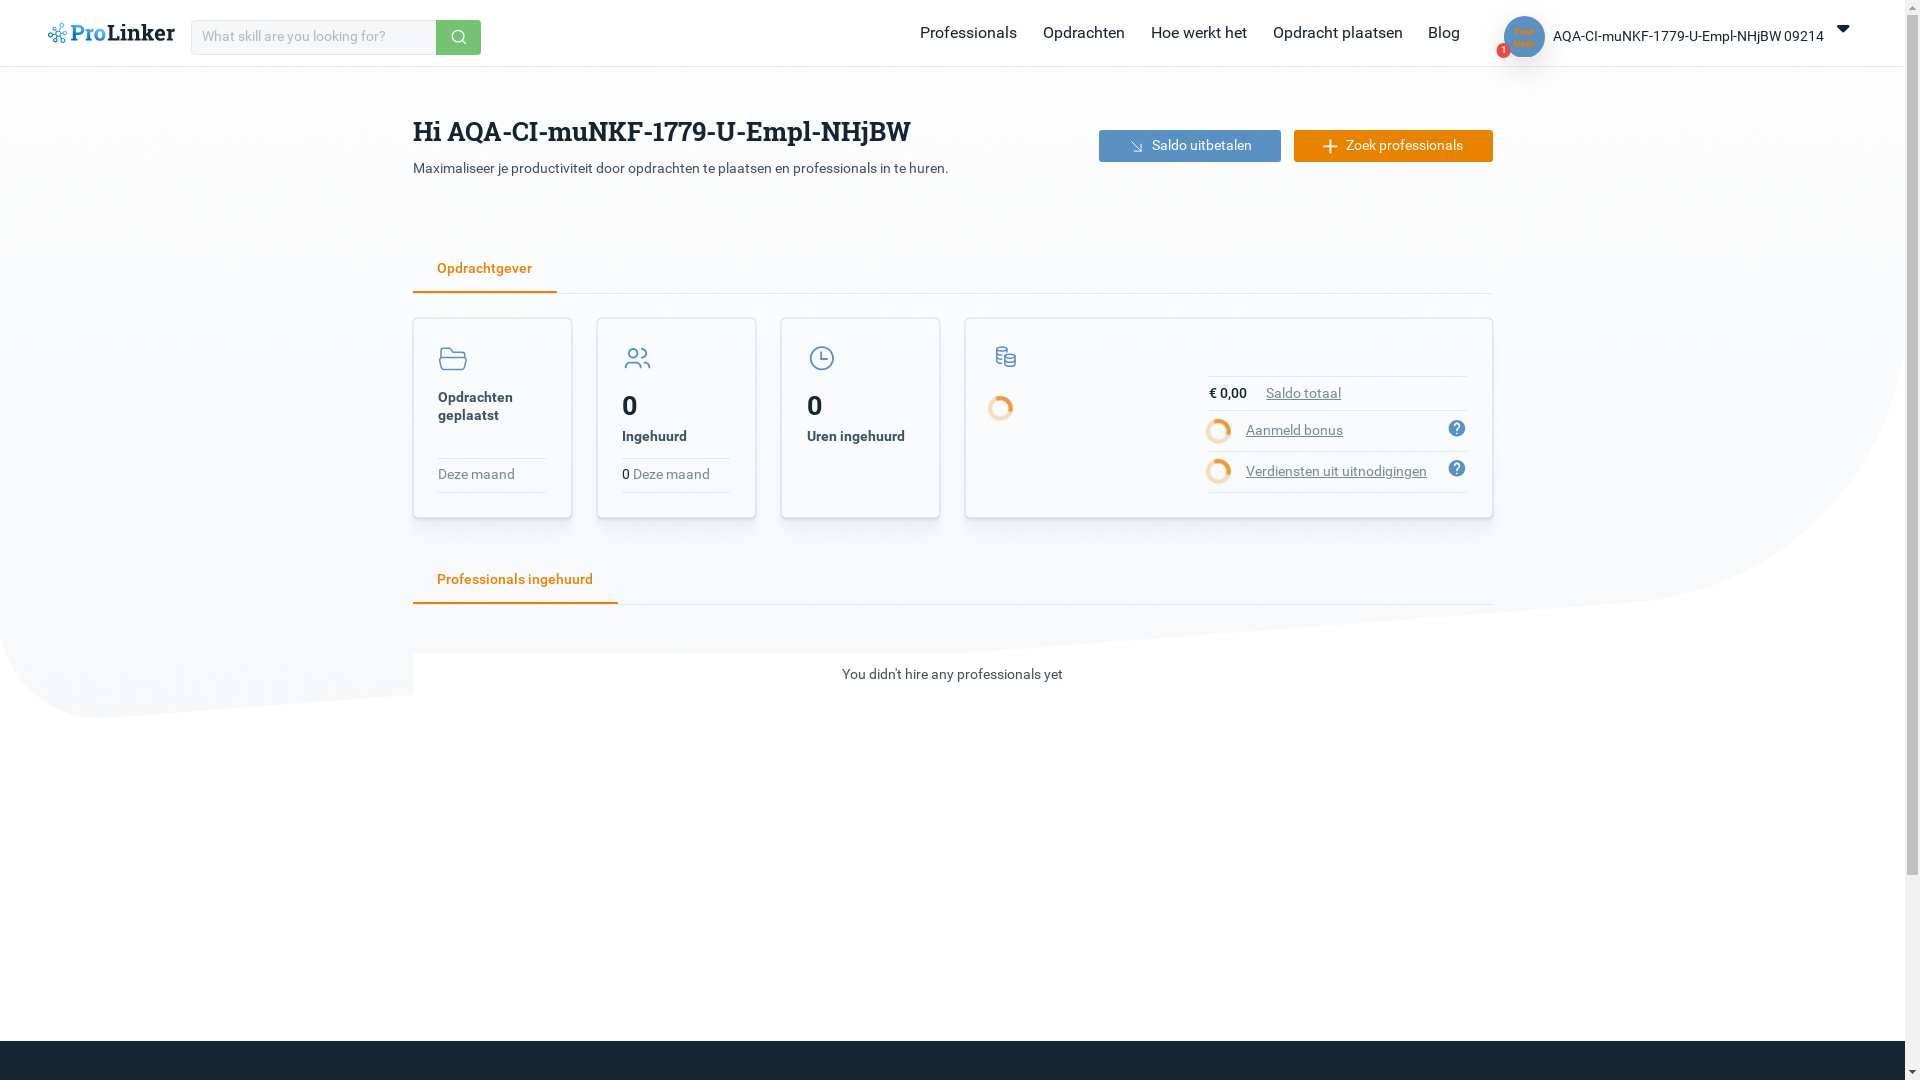 ProLinker
What skill are you looking for?
Professionals
Opdrachten
Hoe werkt het
Opdracht plaatsen
Blog
Test
User
1
AQA-CI-muNKF-1779-U-Empl-NHjBW 09214
Hi AQA-CI-muNKF-1779-U-Empl-NHjBW
Maximaliseer je productiviteit door opdrachten te plaatsen en professionals in te huren.
Saldo uitbetalen
Zoek professionals
Opdrachtgever
Opdrachten
geplaatst
Deze maand
0
Ingehuurd
0 Deze maand
0
Uren ingehuurd
€ 0,00 Saldo totaal
Aanmeld bonus
Verdiensten uit uitnodigingen
Professionals ingehuurd
You didn't hire any professionals yet